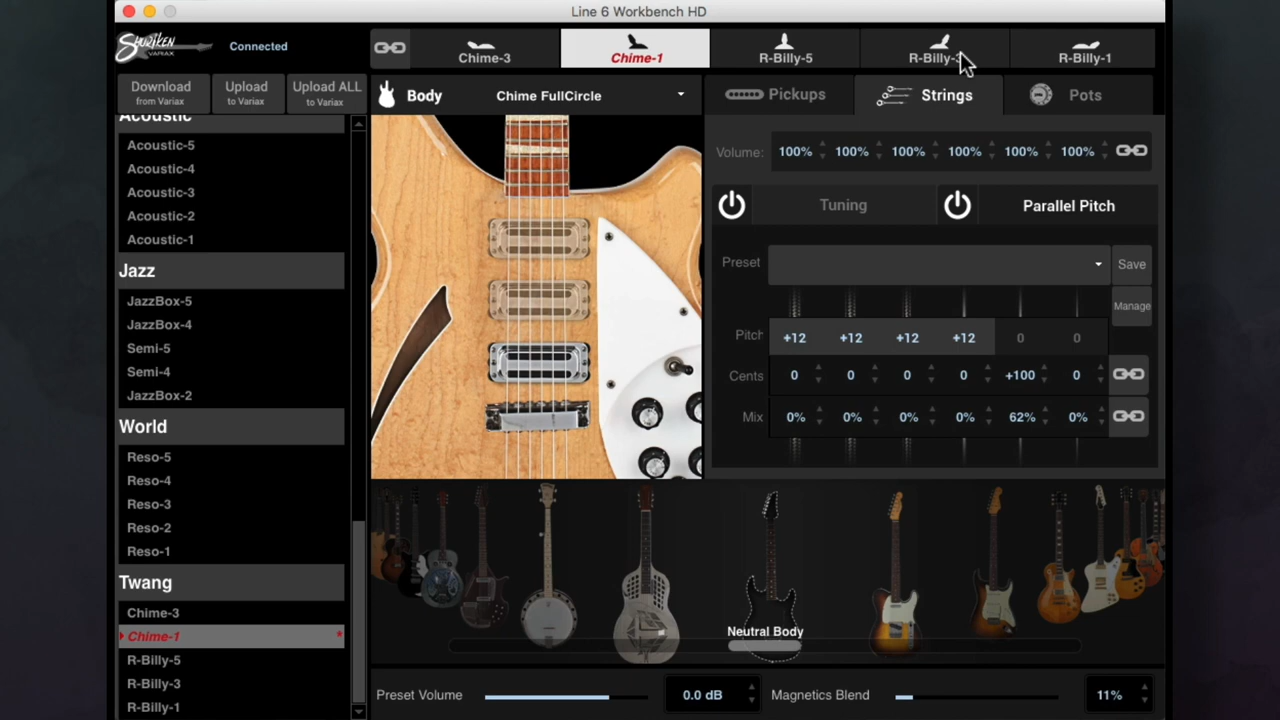 Line 6 Workbench HD
SHURIKEN
VARIAX
Connected
Chime-3
Chime-1
R-Billy-5
R-Billy-3
R-Billy-1
Download
from Variax
Upload
to Variax
Upload ALL
to Variax
Body
Chime FullCircle
Pickups
Strings
Pots
Acoustic
Acoustic-5
Acoustic-4
Acoustic-3
Acoustic-2
Acoustic-1
Jazz
JazzBox-5
JazzBox-4
Semi-5
Semi-4
JazzBox-2
World
Reso-5
Reso-4
Reso-3
Reso-2
Reso-1
Twang
Chime-3
Chime-1 *
R-Billy-5
R-Billy-3
R-Billy-1
Volume: 100% 100% 100% 100% 100% 100%
Tuning
Parallel Pitch
Preset
Save
Manage
Pitch +12 +12 +12 +12 0 0
Cents 0 0 0 0 +100 0
Mix 0% 0% 0% 0% 62% 0%
Neutral Body
Preset Volume
0.0 dB
Magnetics Blend
11%